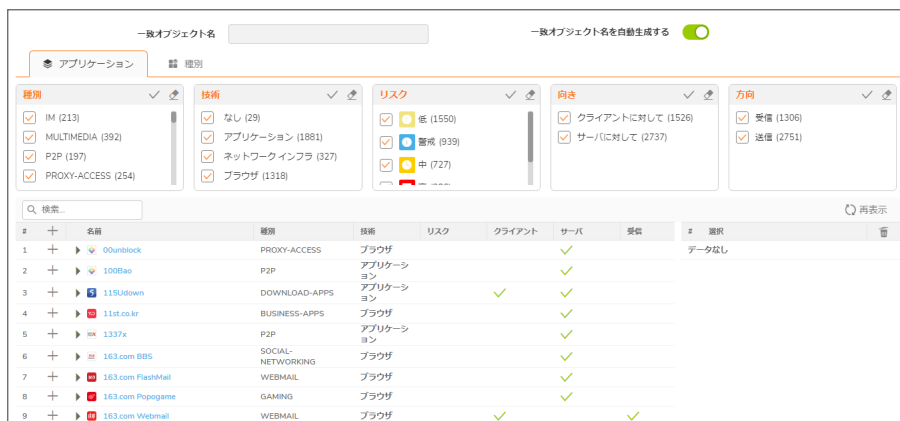 一致オブジェクト名
一致オブジェクト名を自動生成する
アプリケーション
種別
種別
IM (213)
MULTIMEDIA (392)
P2P (197)
PROXY-ACCESS (254)
技術
なし (29)
アプリケーション (1881)
ネットワークインフラ (327)
ブラウザ (1318)
リスク
低 (1550)
警戒 (939)
中 (727)
向き
クライアントに対して (1526)
サーバに対して (2737)
方向
受信 (1306)
送信 (2751)
検索...
再表示
# 名前 種別 技術 リスク クライアント サーバ 受信
# 選択
データなし
1 00unblock PROXY-ACCESS ブラウザ
2 100Bao P2P アプリケーシ
ョン
3 115Udown DOWNLOAD-APPS アプリケーシ
ョン
4 11st.co.kr BUSINESS-APPS ブラウザ
5 1337x P2P アプリケーシ
ョン
6 163.com BBS SOCIAL- ブラウザ
NETWORKING
7 163.com FlashMail WEBMAIL ブラウザ
8 163.com Popogame GAMING ブラウザ
9 163.com Webmail WEBMAIL ブラウザ